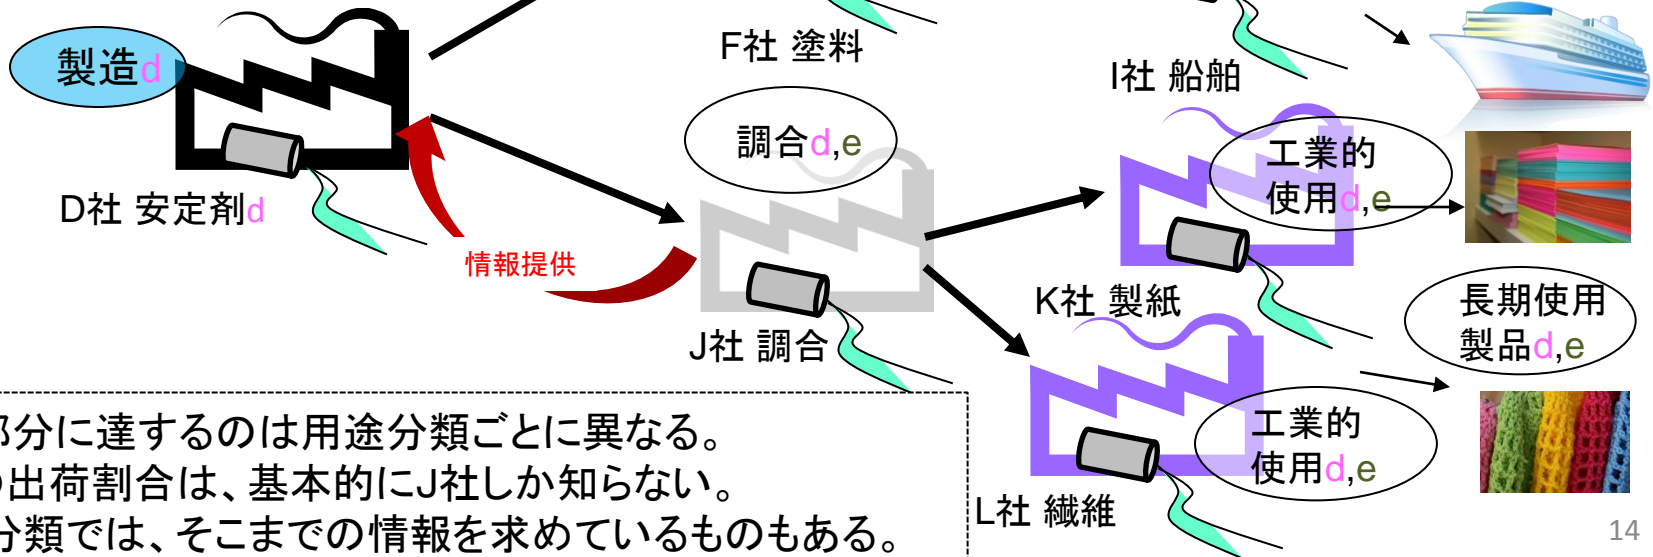 製造d
D社 安定剤d
F社 塗料
調合d,e
情報提供
J社 調合
I社 船舶
工業的
使用d,e
K社 製紙
長期使用
製品d,e
工業的
使用d,e
L社 繊維
部分に達するのは用途分類ごとに異なる。
の出荷割合は、基本的にJ社しか知らない。
分類では、そこまでの情報を求めているものもある。
14